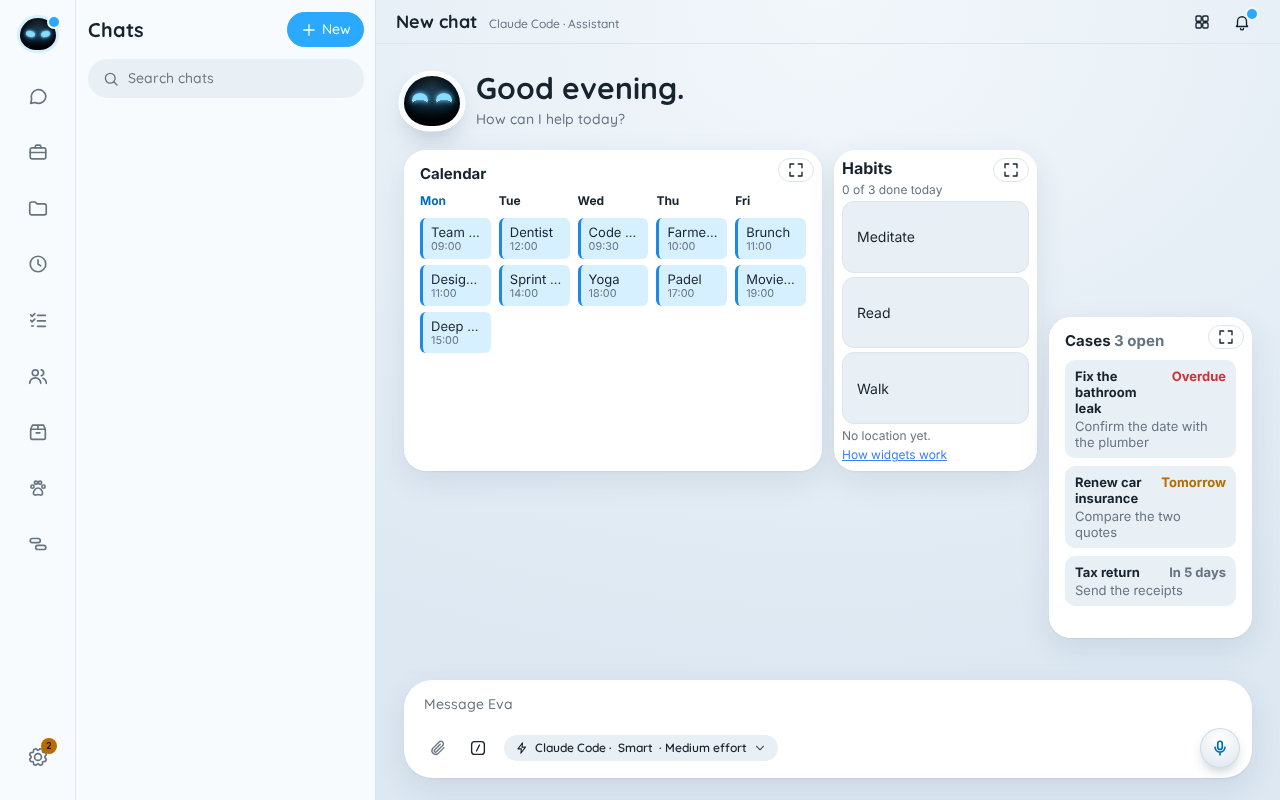 Chats
New
Search chats
2
New chat
Claude Code · Assistant
Good evening.
How can I help today?
Calendar
Mon
Tue
Wed
Thu
Fri
Team ...
09:00
Dentist
12:00
Code ...
09:30
Farme...
10:00
Brunch
11:00
Desig...
11:00
Sprint ...
14:00
Yoga
18:00
Padel
17:00
Movie...
19:00
Deep ...
15:00
Habits
0 of 3 done today
Meditate
Read
Walk
No location yet.
How widgets work
Cases 3 open
Fix the
bathroom
leak
Overdue
Confirm the date with
the plumber
Renew car
insurance
Tomorrow
Compare the two
quotes
Tax return
In 5 days
Send the receipts
Message Eva
Claude Code · Smart · Medium effort